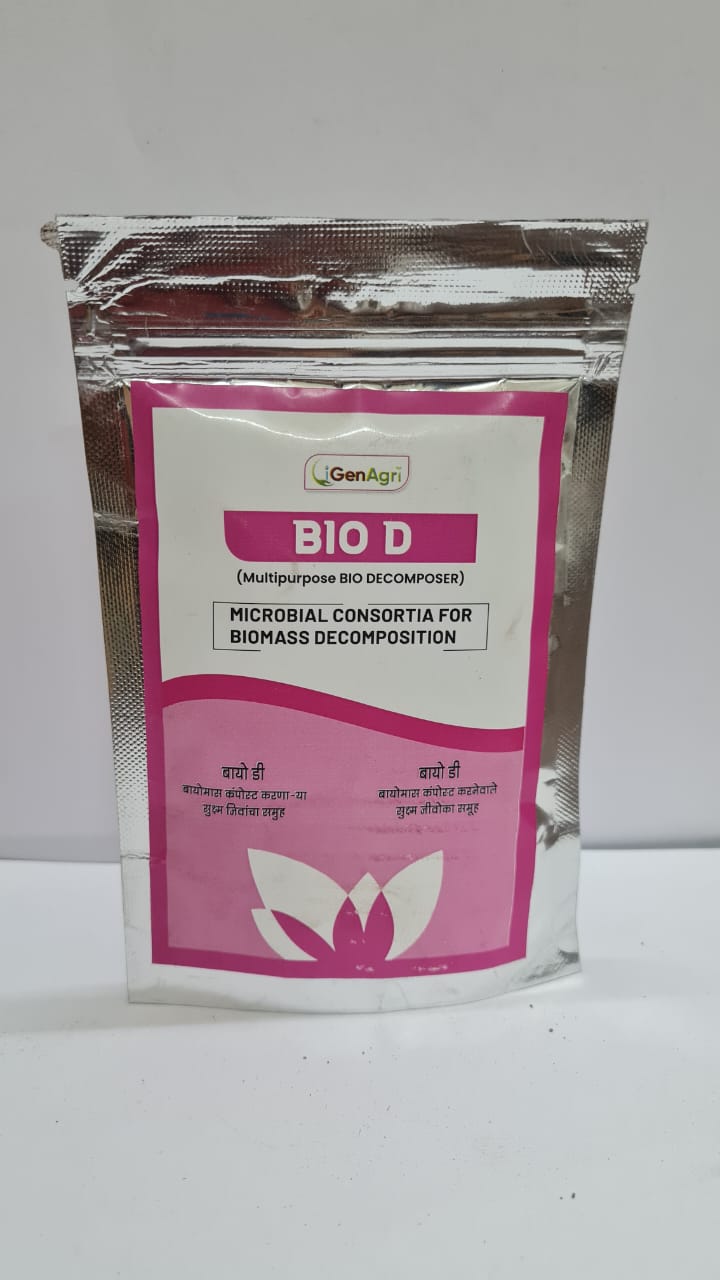 iGenAgri
BIO D
(Multipurpose BIO DECOMPOSER)
MICROBIAL CONSORTIA FOR
BIOMASS DECOMPOSITION
बायो डी
बायोमास कंपोस्ट करणा-या
सुक्ष्म जिवांचा समुह
बायो डी
बायोमास कंपोस्ट करनेवाले
सुक्ष्म जीवोका समूह